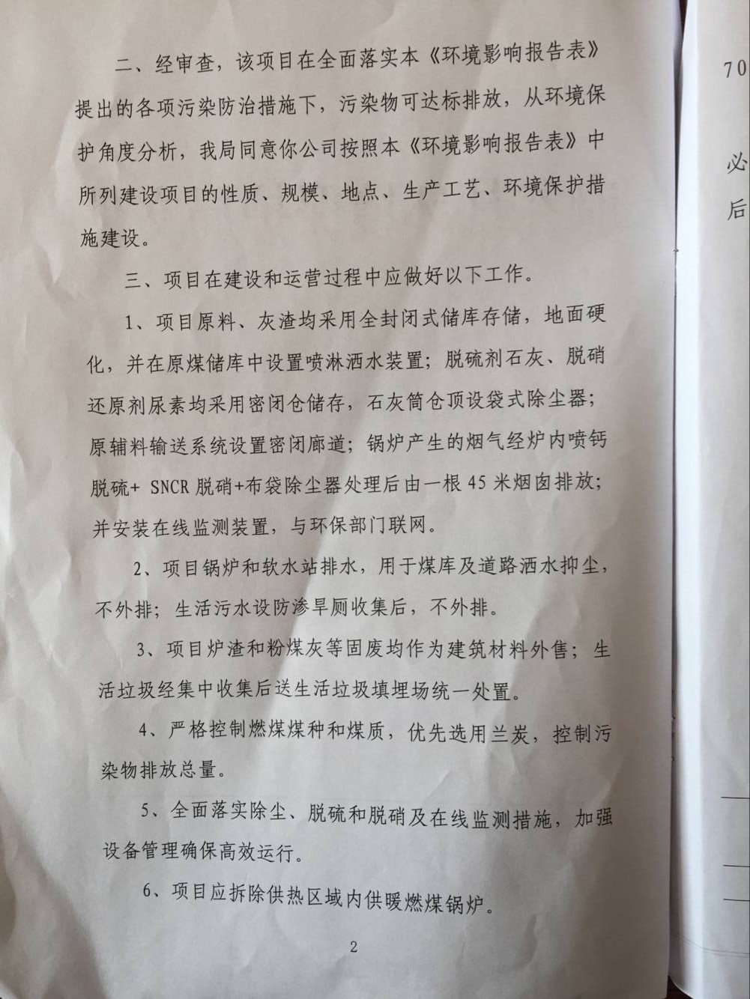 二、经审查，该项目在全面落实本《环境影响报告表》
提出的各项污染防治措施下，污染物可达标排放，从环境保
护角度分析，我局同意你公司按照本《环境影响报告表》中
所列建设项目的性质、规模、地点、生产工艺、环境保护措
施建设。
三、项目在建设和运营过程中应做好以下工作。
1、项目原料、灰渣均采用全封闭式储库存储，地面硬
化，并在原煤储库中设置喷淋洒水装置；脱硫剂石灰、脱硝
还原剂尿素均采用密闭仓储存，石灰筒仓顶设袋式除尘器；
原辅料输送系统设置密闭廊道；锅炉产生的烟气经炉内喷钙
脱硫+ SNCR 脱硝+布袋除尘器处理后由一根 45 米烟囱排放；
并安装在线监测装置，与环保部门联网。
2、项目锅炉和软水站排水，用于煤库及道路洒水抑尘，
不外排；生活污水设防渗旱厕收集后，不外排。
3、项目炉渣和粉煤灰等固废均作为建筑材料外售；生
活垃圾经集中收集后送生活垃圾填埋场统一处置。
4、严格控制燃煤煤种和煤质，优先选用兰炭，控制污
染物排放总量。
5、全面落实除尘、脱硫和脱硝及在线监测措施，加强
设备管理确保高效运行。
6、项目应拆除供热区域内供暖燃煤锅炉。
2
70
必
后